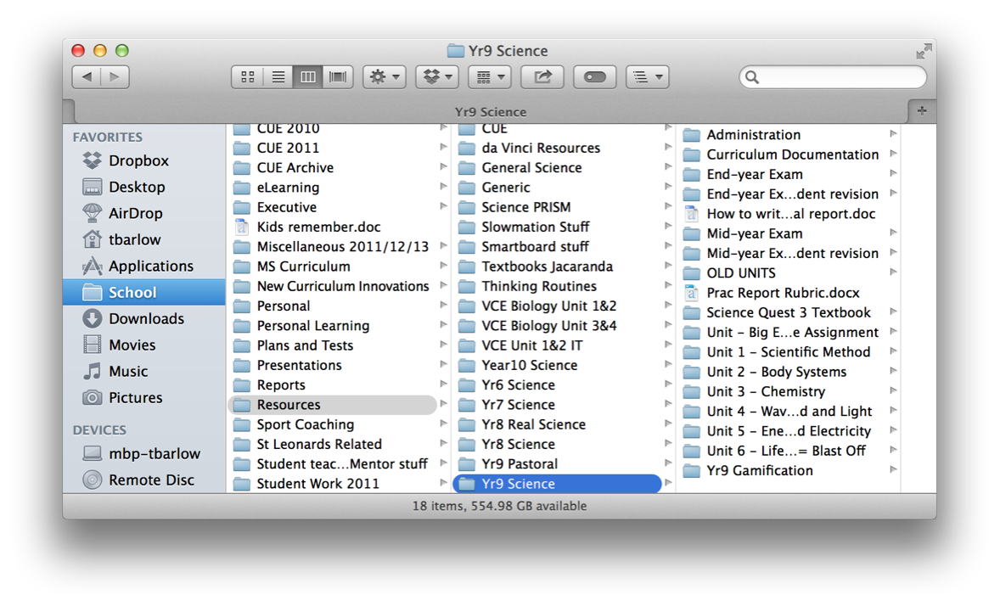 Yr9 Science
Yr9 Science
FAVORITES
Dropbox
Desktop
AirDrop
tbarlow
Applications
School
Downloads
Movies
Music
Pictures
DEVICES
mbp-tbarlow
Remote Disc
CUE 2010
CUE 2011
CUE Archive
eLearning
Executive
Kids remember.doc
Miscellaneous 2011/12/13
MS Curriculum
New Curriculum Innovations
Personal
Personal Learning
Plans and Tests
Presentations
Reports
Resources
Sport Coaching
St Leonards Related
Student teac...Mentor stuff
Student Work 2011
CUE
da Vinci Resources
General Science
Generic
Science PRISM
Slowmation Stuff
Smartboard stuff
Textbooks Jacaranda
Thinking Routines
VCE Biology Unit 1&2
VCE Biology Unit 3&4
VCE Unit 1&2 IT
Year10 Science
Yr6 Science
Yr7 Science
Yr8 Real Science
Yr8 Science
Yr9 Pastoral
Yr9 Science
Administration
Curriculum Documentation
End-year Exam
End-year Ex...dent revision
How to writ...al report.doc
Mid-year Exam
Mid-year Ex...dent revision
OLD UNITS
Prac Report Rubric.docx
Science Quest 3 Textbook
Unit – Big E...e Assignment
Unit 1 – Scientific Method
Unit 2 – Body Systems
Unit 3 – Chemistry
Unit 4 – Wav...d and Light
Unit 5 – Ene...d Electricity
Unit 6 – Life...= Blast Off
Yr9 Gamification
18 items, 554.98 GB available